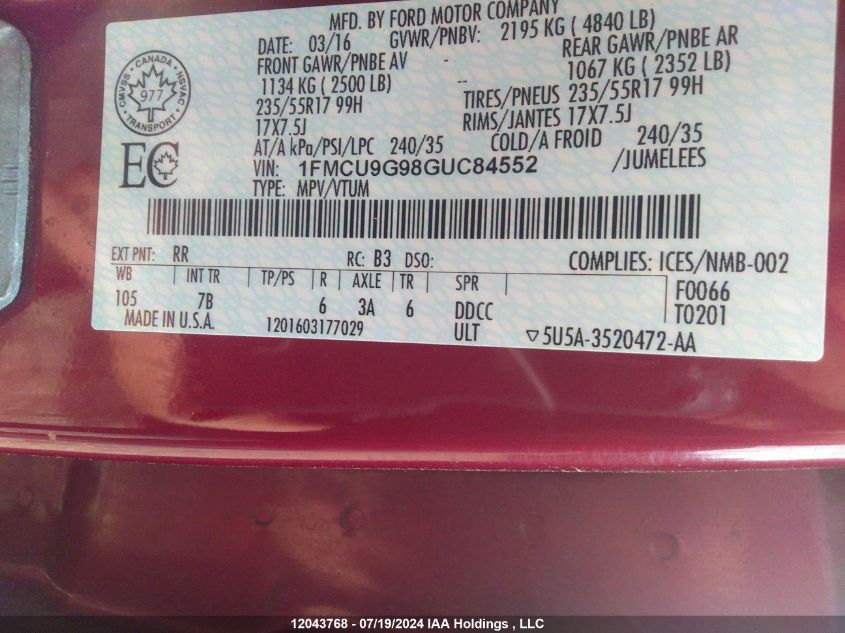 MFD. BY FORD MOTOR COMPANY
DATE: 03/16 GVWR/PNBV: 2195 KG ( 4840 LB)
FRONT GAWR/PNBE AV - REAR GAWR/PNBE AR
1134 KG ( 2500 LB) -- 1067 KG ( 2352 LB)
235/55R17 99H TIRES/PNEUS 235/55R17 99H
17X7.5J RIMS/JANTES 17X7.5J
AT/A kPa/PSI/LPC 240/35 COLD/A FROID 240/35
VIN: 1FMCU9G98GUC84552 /JUMELEES
TYPE: MPV/VTUM
CMVSS • CANADA • NSVAC
977
TRANSPORT
EC
EXT PNT: RR RC: B3 DSO: COMPLIES: ICES/NMB-002
WB INT TR TP/PS R AXLE TR SPR F0066
105 7B 6 3A 6 DDCC T0201
MADE IN U.S.A. 1201603177029 ULT ▽5U5A-3520472-AA
12043768 - 07/19/2024 IAA Holdings , LLC